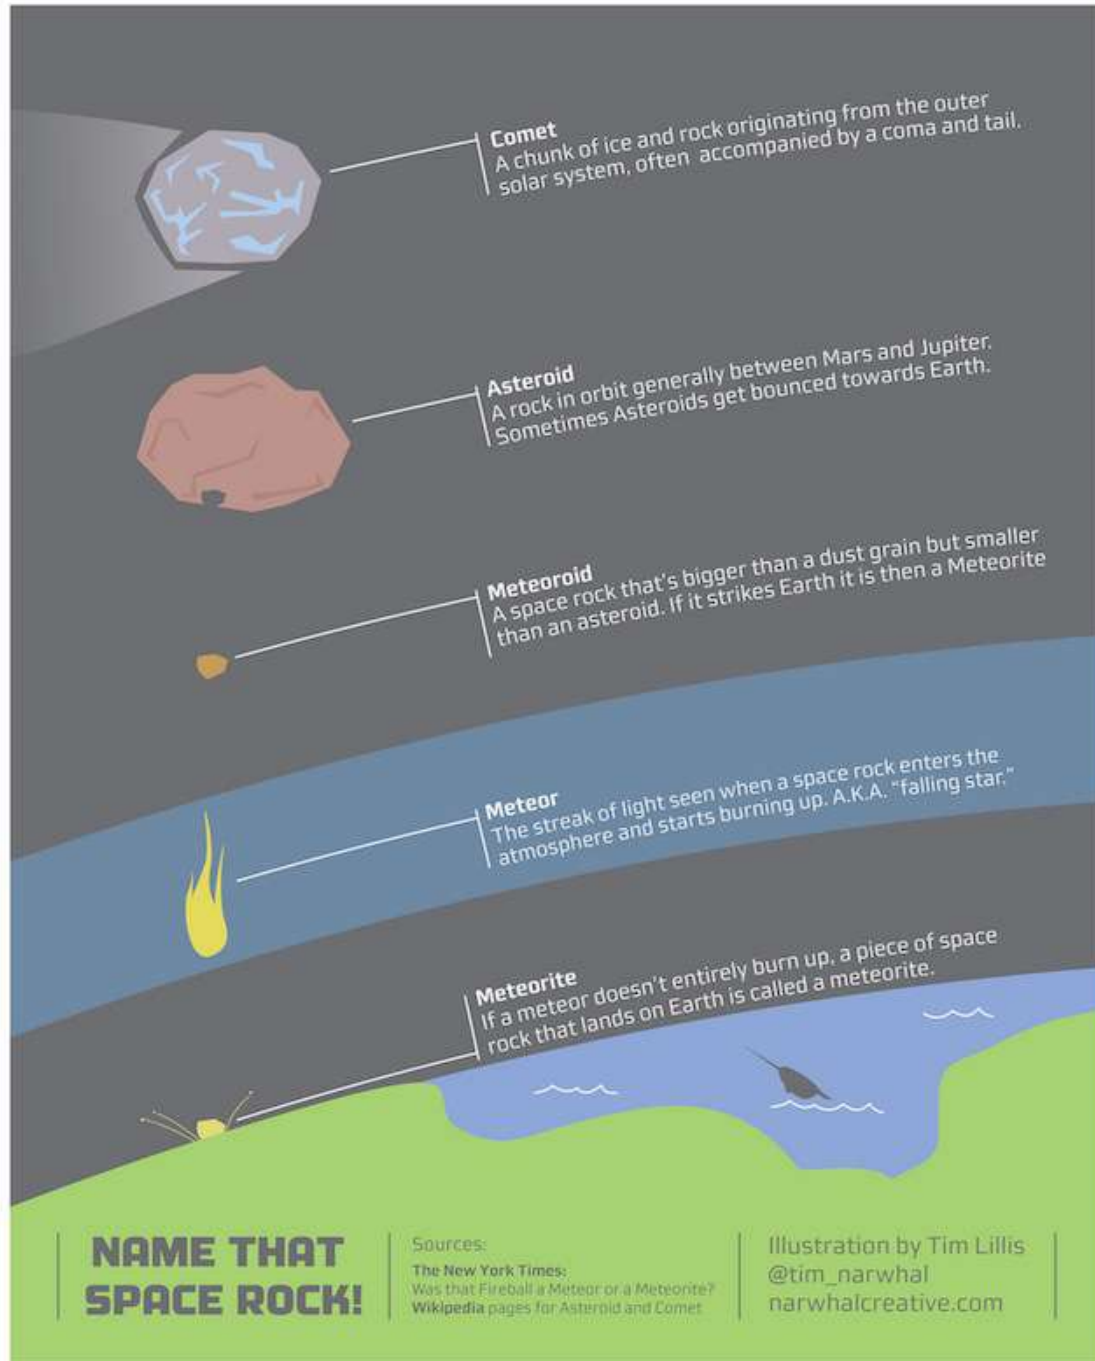 Comet
A chunk of ice and rock originating from the outer
solar system, often accompanied by a coma and tail.
Asteroid
A rock in orbit generally between Mars and Jupiter.
Sometimes Asteroids get bounced towards Earth.
Meteoroid
A space rock that's bigger than a dust grain but smaller
than an asteroid. If it strikes Earth it is then a Meteorite
Meteor
The streak of light seen when a space rock enters the
atmosphere and starts burning up. A.K.A. “falling star.”
Meteorite
If a meteor doesn't entirely burn up, a piece of space
rock that lands on Earth is called a meteorite.
NAME THAT
SPACE ROCK!
Sources:
The New York Times:
Was that Fireball a Meteor or a Meteorite?
Wikipedia pages for Asteroid and Comet
Illustration by Tim Lillis
@tim_narwhal
narwhalcreative.com